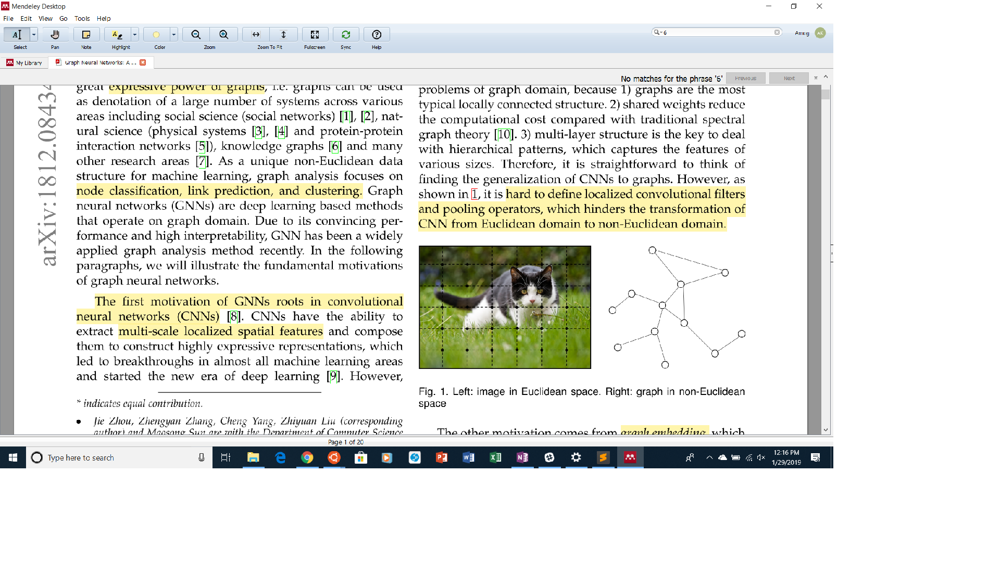 Mendeley Desktop
File Edit View Go Tools Help
6
Amog AK
Select Pan Note Highlight Color Zoom Zoom To Fit Fullscreen Sync Help
My Library Graph Neural Networks: A ...
No matches for the phrase '6' Previous Next
arXiv:1812.08434
great expressive power of graphs, i.e. graphs can be used
as denotation of a large number of systems across various
areas including social science (social networks) [1], [2], nat-
ural science (physical systems [3], [4] and protein-protein
interaction networks [5]), knowledge graphs [6] and many
other research areas [7]. As a unique non-Euclidean data
structure for machine learning, graph analysis focuses on
node classification, link prediction, and clustering. Graph
neural networks (GNNs) are deep learning based methods
that operate on graph domain. Due to its convincing per-
formance and high interpretability, GNN has been a widely
applied graph analysis method recently. In the following
paragraphs, we will illustrate the fundamental motivations
of graph neural networks.
The first motivation of GNNs roots in convolutional
neural networks (CNNs) [8]. CNNs have the ability to
extract multi-scale localized spatial features and compose
them to construct highly expressive representations, which
led to breakthroughs in almost all machine learning areas
and started the new era of deep learning [9]. However,
* indicates equal contribution.
• Jie Zhou, Zhengyan Zhang, Cheng Yang, Zhiyuan Liu (corresponding
author) and Maosong Sun are with the Department of Computer Science
problems of graph domain, because 1) graphs are the most
typical locally connected structure. 2) shared weights reduce
the computational cost compared with traditional spectral
graph theory [10]. 3) multi-layer structure is the key to deal
with hierarchical patterns, which captures the features of
various sizes. Therefore, it is straightforward to think of
finding the generalization of CNNs to graphs. However, as
shown in 1, it is hard to define localized convolutional filters
and pooling operators, which hinders the transformation of
CNN from Euclidean domain to non-Euclidean domain.
Fig. 1. Left: image in Euclidean space. Right: graph in non-Euclidean
space
The other motivation comes from graph embedding, which
Page 1 of 20
Type here to search
12:16 PM
1/29/2019